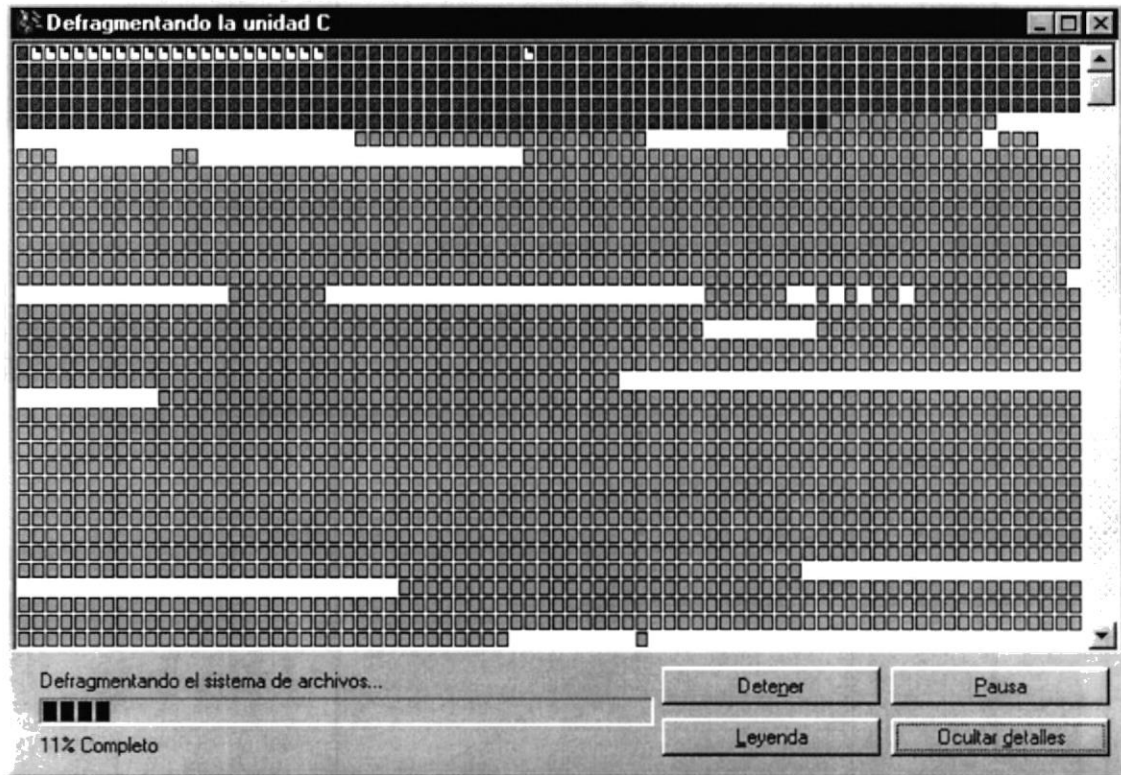 Defragmentando la unidad C
Defragmentando el sistema de archivos...
11% Completo
Detener
Pausa
Leyenda
Ocultar detalles